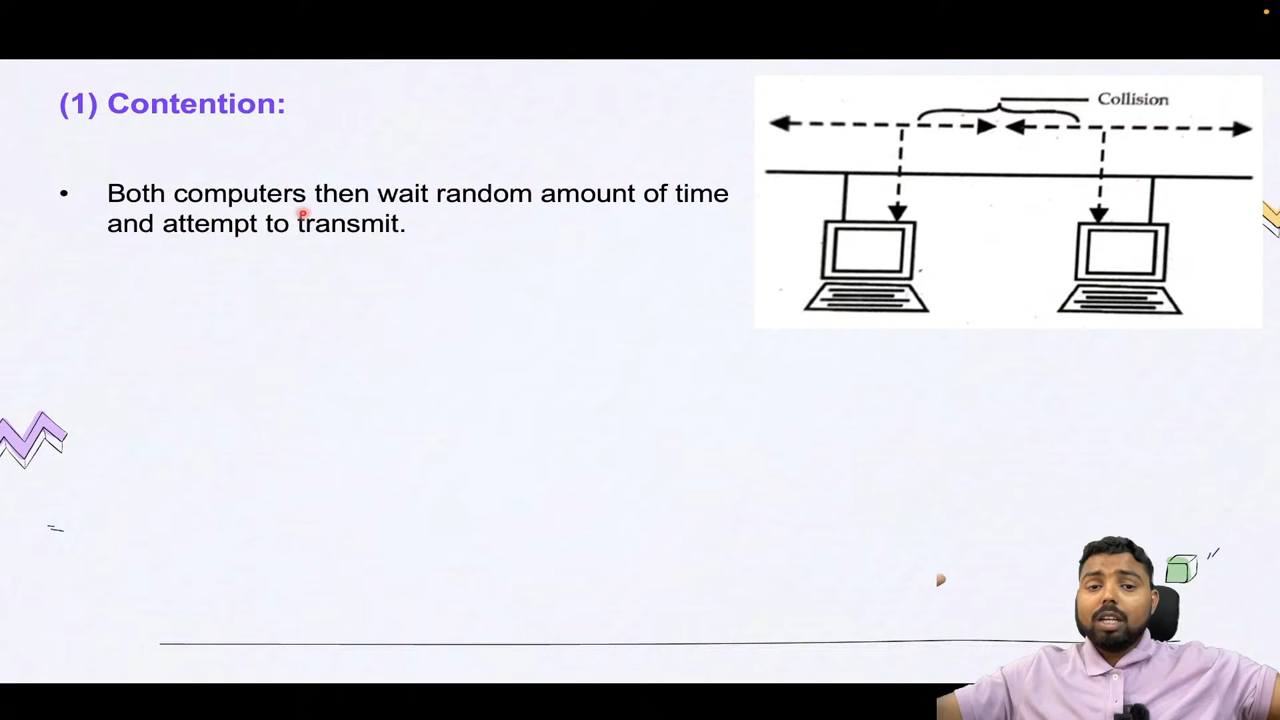 (1) Contention:
Collision
• Both computers then wait random amount of time
and attempt to transmit.